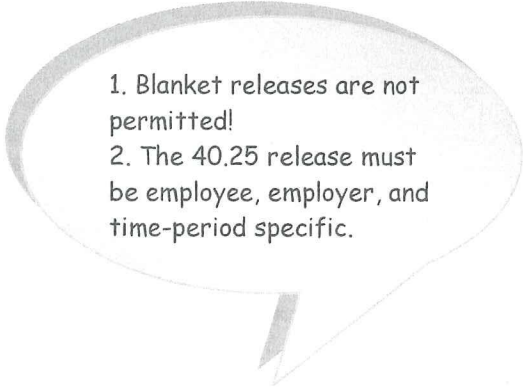 1. Blanket releases are not
permitted!
2. The 40.25 release must
be employee, employer, and
time-period specific.